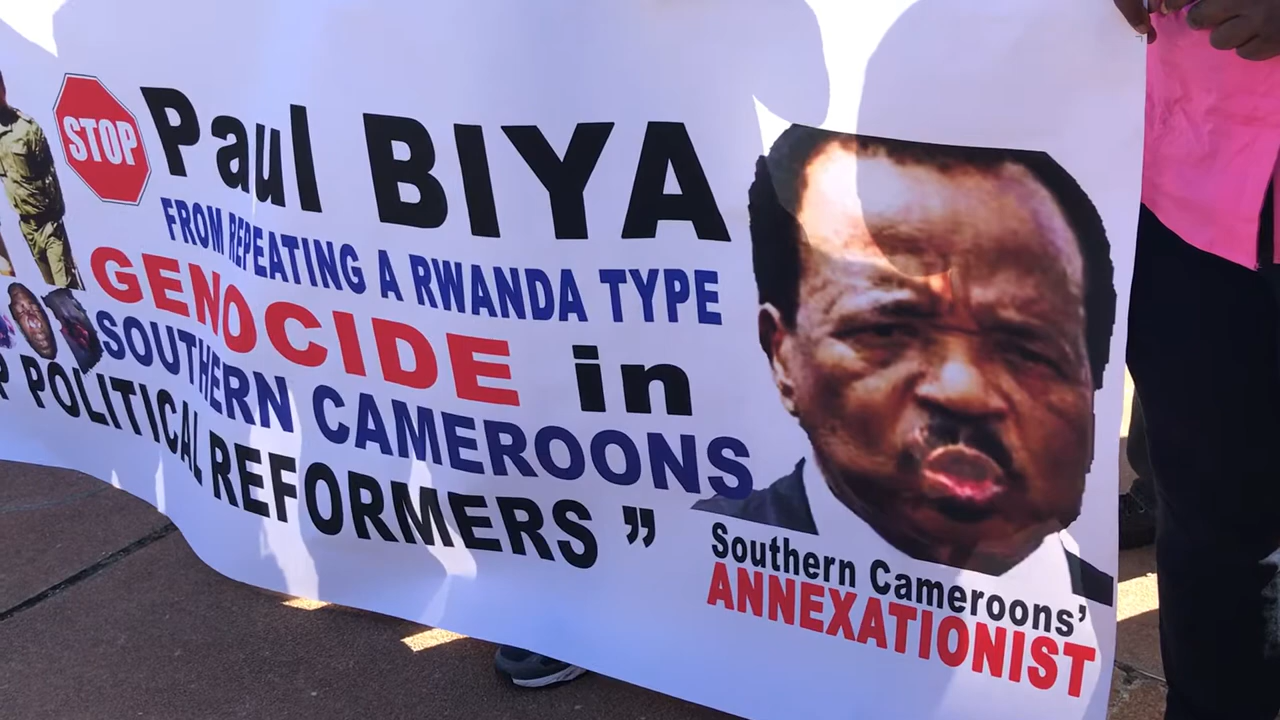 STOP
Paul BIYA
FROM REPEATING A RWANDA TYPE
GENOCIDE in
SOUTHERN CAMEROONS
POLITICAL REFORMERS ”
Southern Cameroons’
ANNEXATIONIST